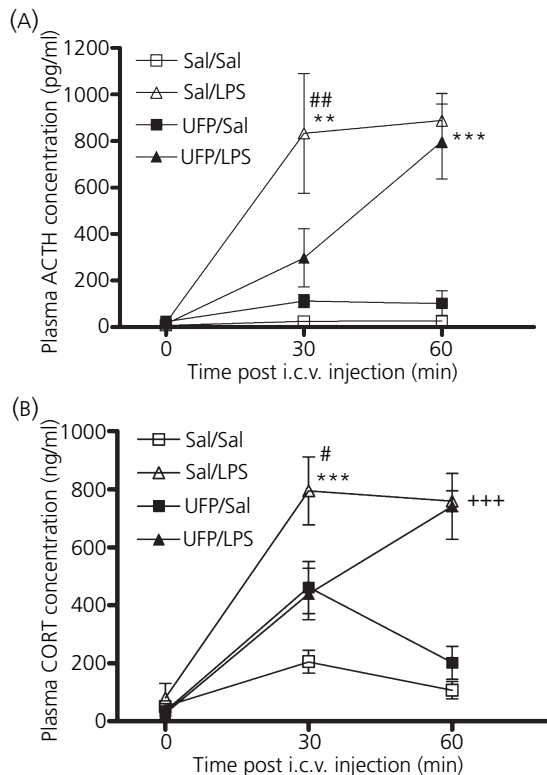 (A)
1200
1000
800
600
400
200
0
Plasma ACTH concentration (pg/ml)
Sal/Sal
Sal/LPS
UFP/Sal
UFP/LPS
##
**
***
0 30 60
Time post i.c.v. injection (min)
(B)
1000
800
600
400
200
0
Plasma CORT concentration (ng/ml)
Sal/Sal
Sal/LPS
UFP/Sal
UFP/LPS
#
***
+++
0 30 60
Time post i.c.v. injection (min)